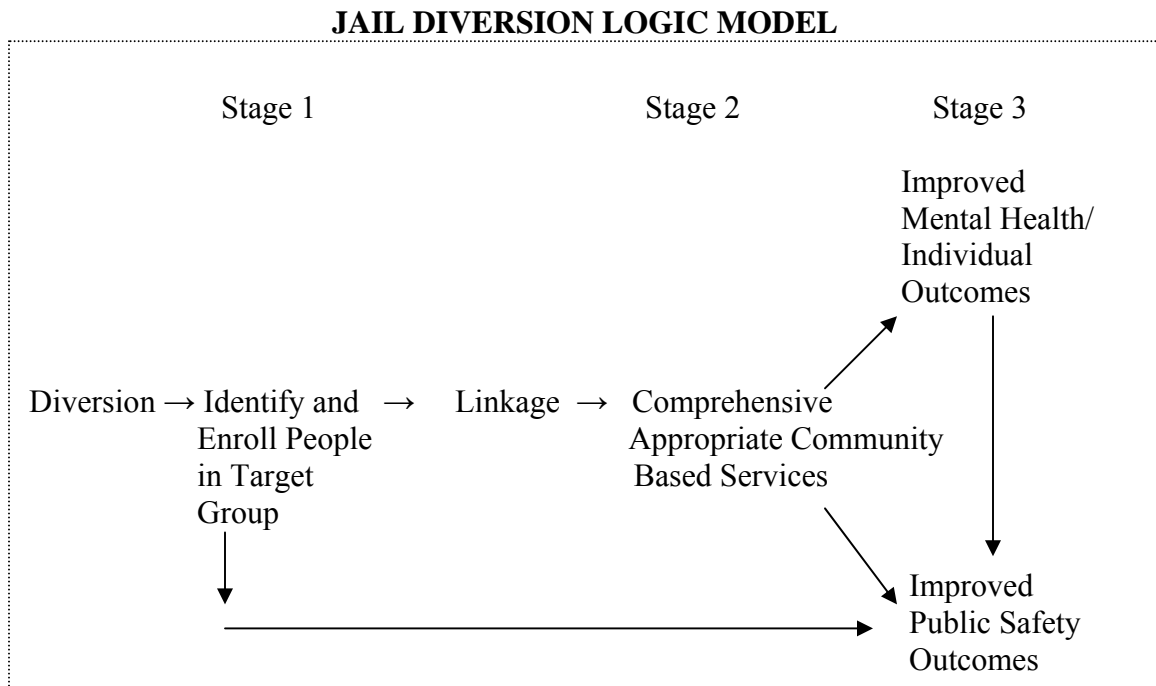 JAIL DIVERSION LOGIC MODEL
Stage 1 Stage 2 Stage 3
Improved
Mental Health/
Individual
Outcomes
Diversion → Identify and → Linkage → Comprehensive
Enroll People Appropriate Community
in Target Based Services
Group
Improved
Public Safety
Outcomes